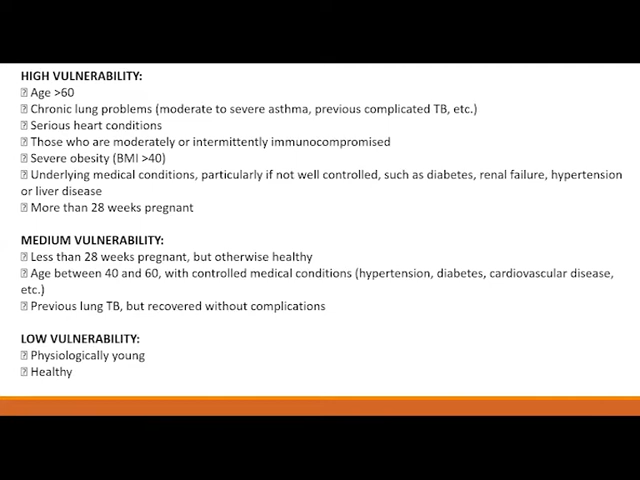 HIGH VULNERABILITY:
⍰ Age >60
⍰ Chronic lung problems (moderate to severe asthma, previous complicated TB, etc.)
⍰ Serious heart conditions
⍰ Those who are moderately or intermittently immunocompromised
⍰ Severe obesity (BMI >40)
⍰ Underlying medical conditions, particularly if not well controlled, such as diabetes, renal failure, hypertension
or liver disease
⍰ More than 28 weeks pregnant
MEDIUM VULNERABILITY:
⍰ Less than 28 weeks pregnant, but otherwise healthy
⍰ Age between 40 and 60, with controlled medical conditions (hypertension, diabetes, cardiovascular disease,
etc.)
⍰ Previous lung TB, but recovered without complications
LOW VULNERABILITY:
⍰ Physiologically young
⍰ Healthy